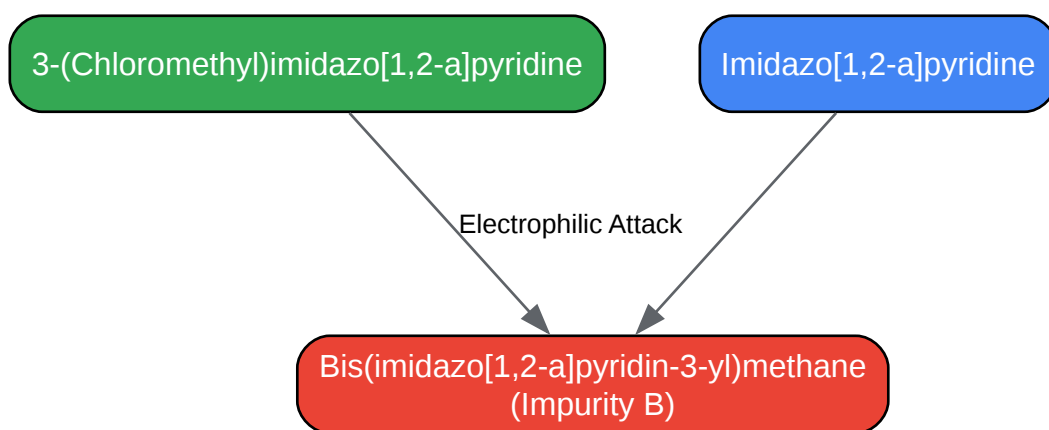 3-(Chloromethyl)imidazo[1,2-a]pyridine
Imidazo[1,2-a]pyridine
Electrophilic Attack
Bis(imidazo[1,2-a]pyridin-3-yl)methane
(Impurity B)